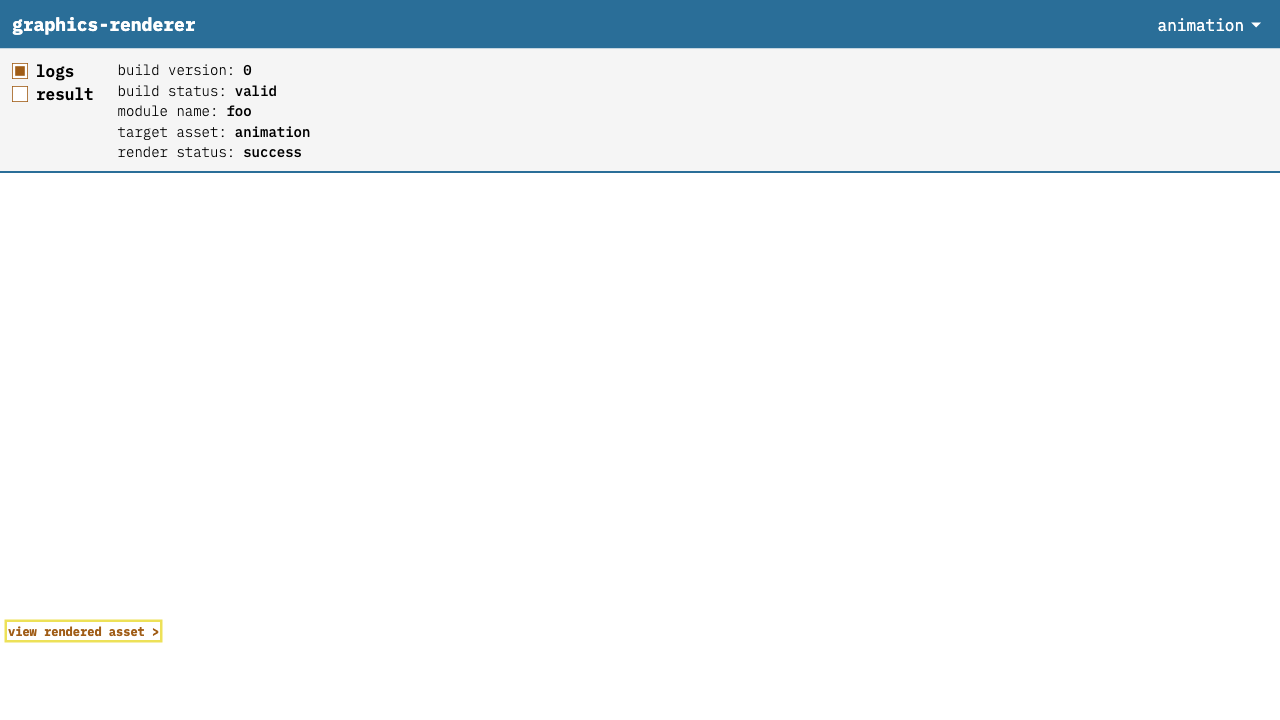 graphics-renderer
animation
logs
result
build version: 0
build status: valid
module name: foo
target asset: animation
render status: success
view rendered asset >